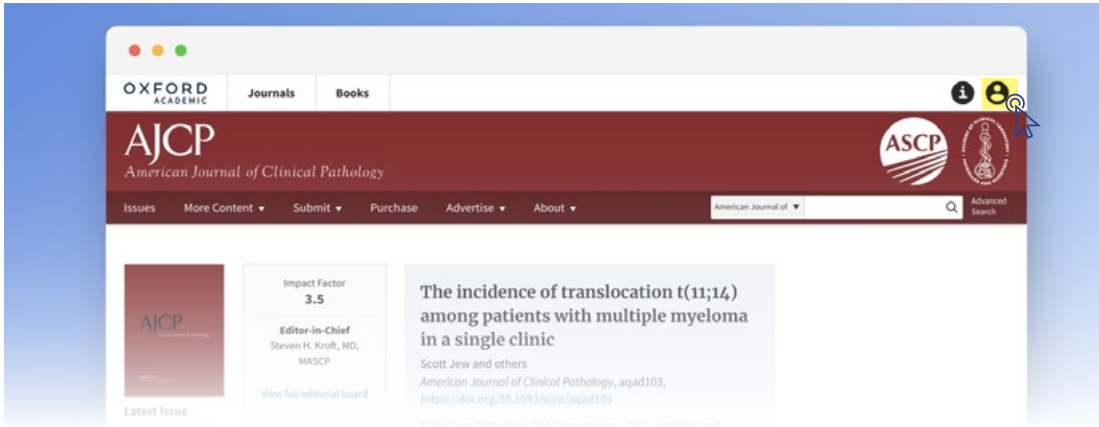 OXFORD
ACADEMIC
Journals
Books
AJCP
American Journal of Clinical Pathology
ASCP
Issues
More Content ▾
Submit ▾
Purchase
Advertise ▾
About ▾
American Journal of ▼
Advanced
Search
AJCP
Latest Issue
Impact Factor
3.5
Editor-in-Chief
Steven H. Kroft, MD,
MASCP
View full editorial board
The incidence of translocation t(11;14)
among patients with multiple myeloma
in a single clinic
Scott Jew and others
American Journal of Clinical Pathology, aqad103,
https://doi.org/10.1093/ajcp/aqad103